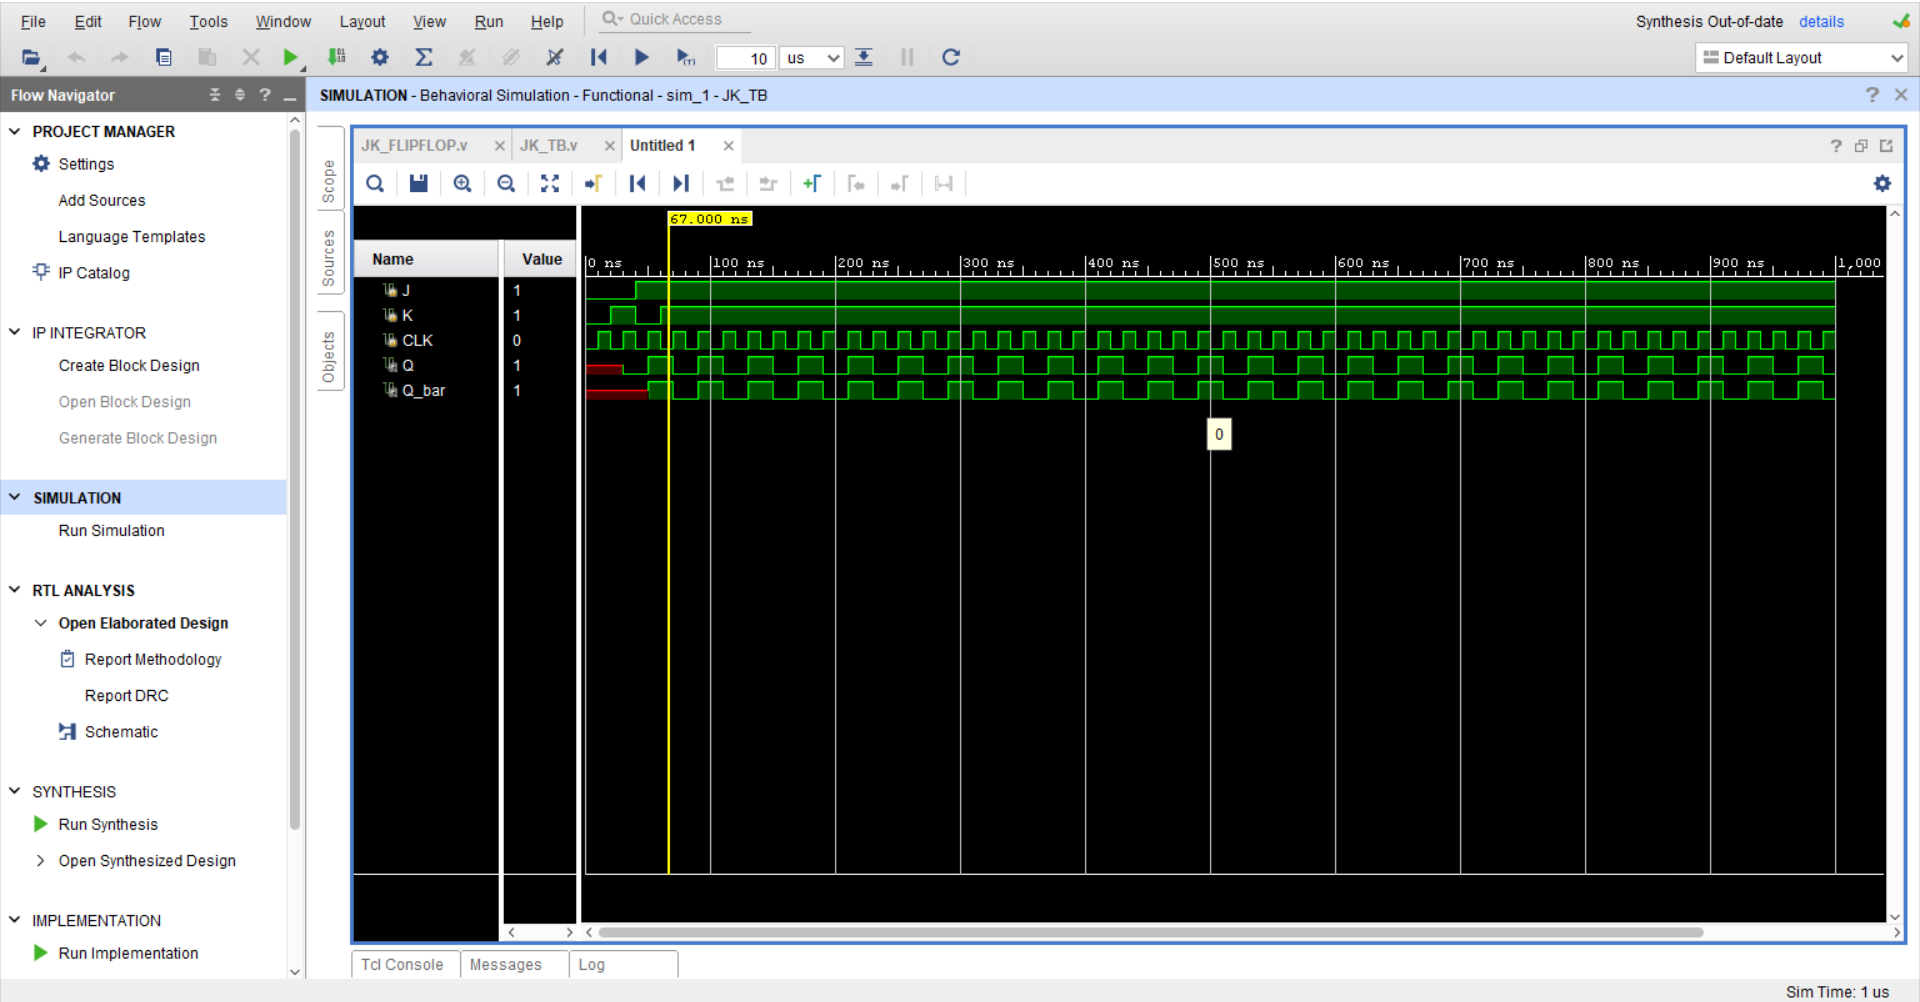 File Edit Flow Tools Window Layout View Run Help Quick Access Synthesis Out-of-date details
10 us Default Layout
Flow Navigator
SIMULATION - Behavioral Simulation - Functional - sim_1 - JK_TB
PROJECT MANAGER
Settings
Add Sources
Language Templates
IP Catalog
IP INTEGRATOR
Create Block Design
Open Block Design
Generate Block Design
SIMULATION
Run Simulation
RTL ANALYSIS
Open Elaborated Design
Report Methodology
Report DRC
Schematic
SYNTHESIS
Run Synthesis
Open Synthesized Design
IMPLEMENTATION
Run Implementation
Scope
Sources
Objects
JK_FLIPFLOP.v JK_TB.v Untitled 1
67.000 ns
Name Value
0 ns 100 ns 200 ns 300 ns 400 ns 500 ns 600 ns 700 ns 800 ns 900 ns 1,000
J 1
K 1
CLK 0
Q 1
Q_bar 1
0
Tcl Console Messages Log
Sim Time: 1 us